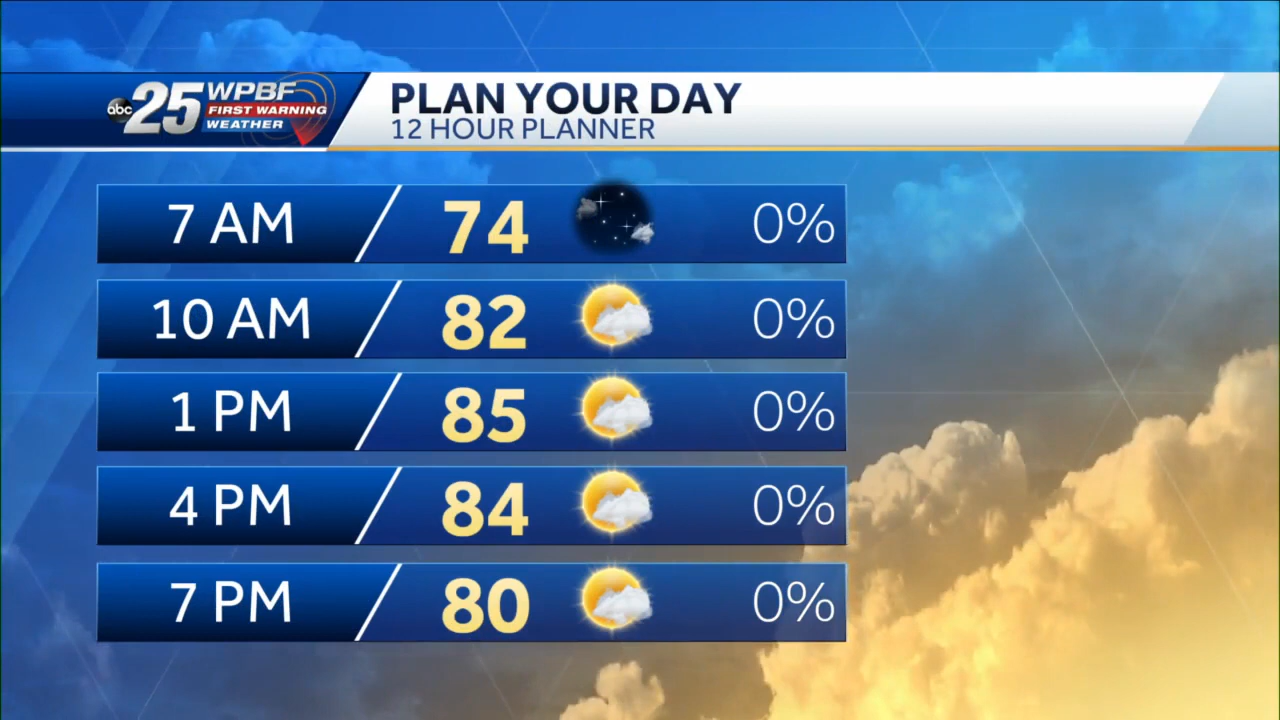 abc 25 WPBF
FIRST WARNING
WEATHER
PLAN YOUR DAY
12 HOUR PLANNER
7 AM 74 0%
10 AM 82 0%
1 PM 85 0%
4 PM 84 0%
7 PM 80 0%